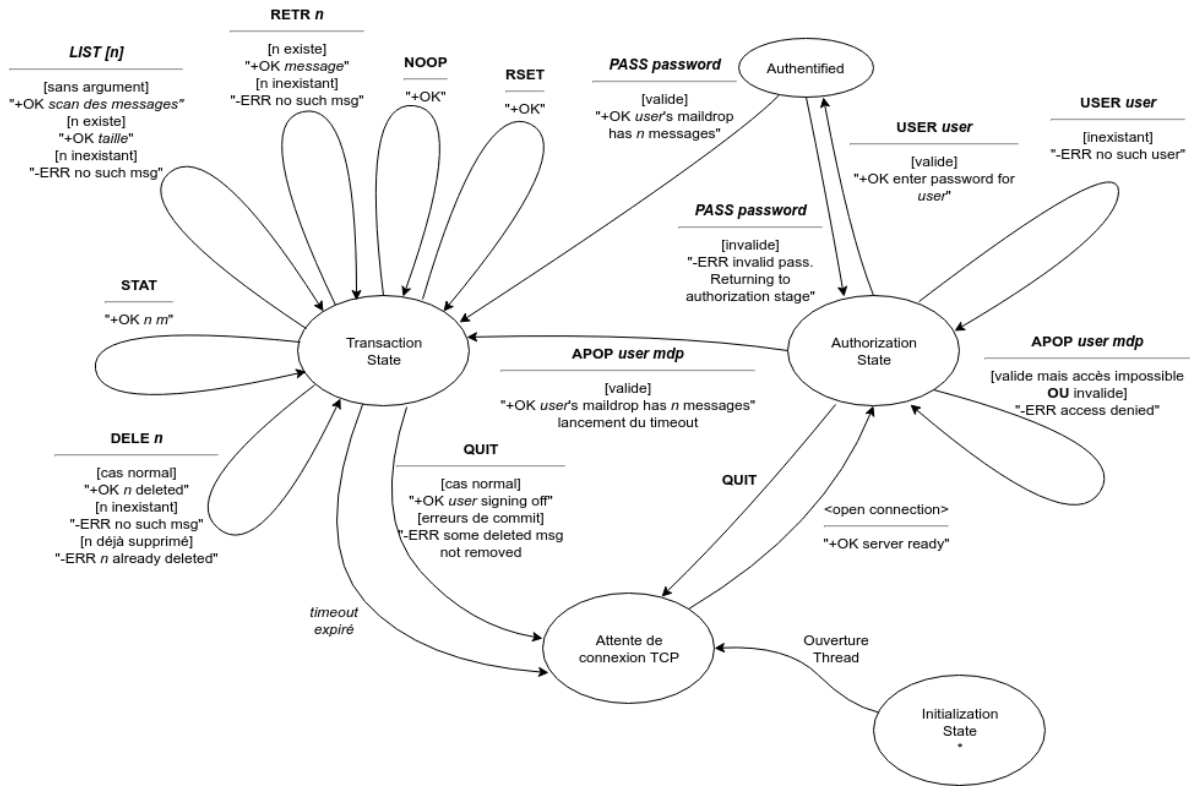 LIST [n]
[sans argument]
"+OK scan des messages"
[n existe]
"+OK taille"
[n inexistant]
"-ERR no such msg"
RETR n
[n existe]
"+OK message"
[n inexistant]
"-ERR no such msg"
NOOP
"+OK"
RSET
"+OK"
PASS password
[valide]
"+OK user's maildrop
has n messages"
Authentified
USER user
[valide]
"+OK enter password for
user"
USER user
[inexistant]
"-ERR no such user"
PASS password
[invalide]
"-ERR invalid pass.
Returning to
authorization stage"
STAT
"+OK n m"
Transaction
State
Authorization
State
APOP user mdp
[valide]
"+OK user's maildrop has n messages"
lancement du timeout
APOP user mdp
[valide mais accès impossible
OU invalide]
"-ERR access denied"
DELE n
[cas normal]
"+OK n deleted"
[n inexistant]
"-ERR no such msg"
[n déjà supprimé]
"-ERR n already deleted"
QUIT
[cas normal]
"+OK user signing off"
[erreurs de commit]
"-ERR some deleted msg
not removed
QUIT
<open connection>
"+OK server ready"
timeout
expiré
Attente de
connexion TCP
Ouverture
Thread
Initialization
State
*